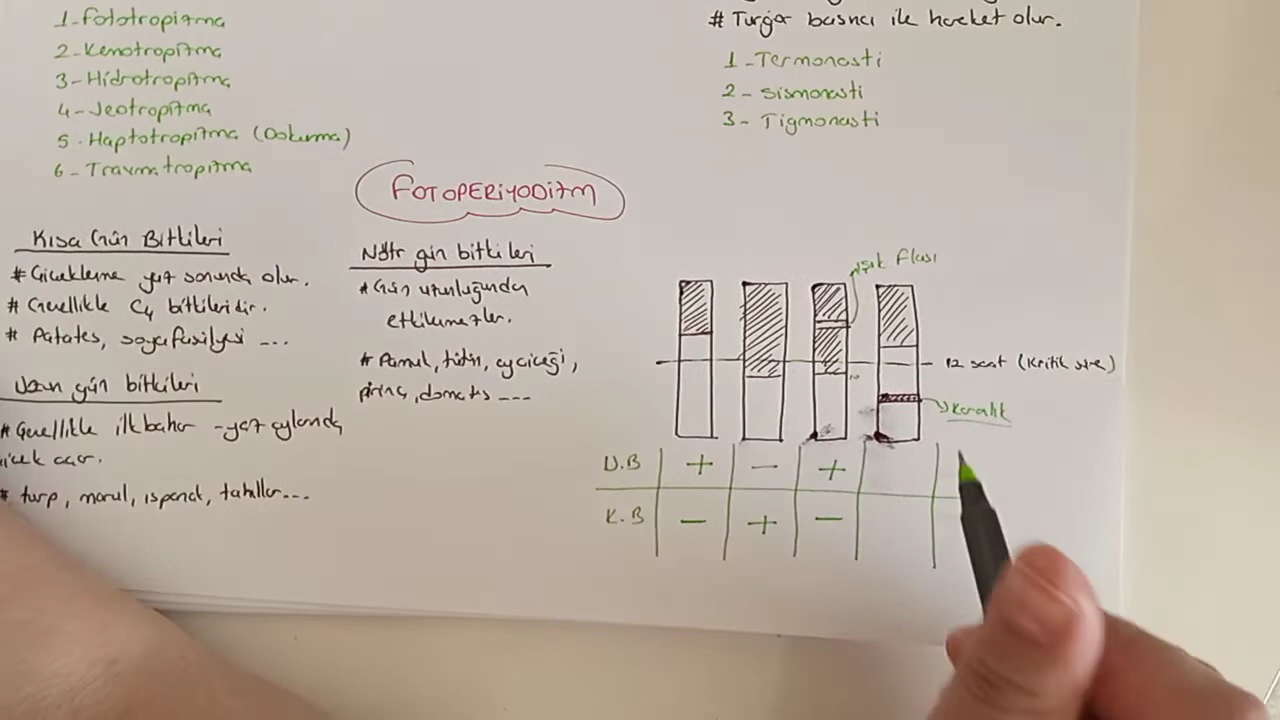 1-Fototropizma
2-Kemotropizma
3-Hidrotropizma
4-Jeotropizma
5-Haptotropizma (Dokunma)
6-Travmatropizma
# Turgor basıncı ile hareket olur.
1-Termonasti
2-Sismonasti
3-Tigmonasti
FOTOPERİYODİZM
Kısa Gün Bitkileri
# Çiçeklenme yaz sonunda olur.
# Genellikle C4 bitkileridir.
# Patates, soya fasülyesi ---
Uzun gün bitkileri
# Genellikle ilkbahar-yaz aylarında
çicek açar.
# turp, marul, ıspanak, tahıllar...
Nötr gün bitkileri
# Gün uzunluğundan
etkilenmezler.
# Pamuk, tütün, ayçiçeği,
pirinç, domates ---
ışık flaşı
12 saat (Kritik süre)
Karanlık
U.B + - +
K.B - + -